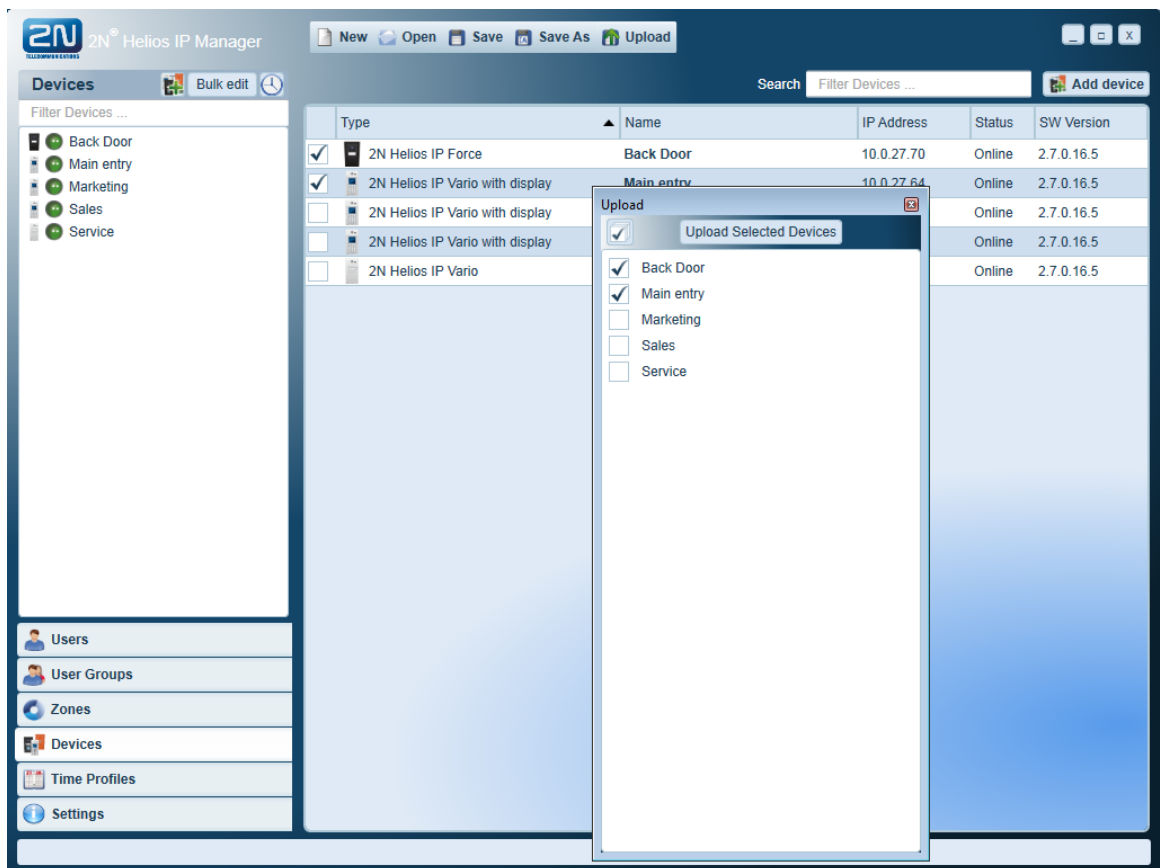 2N
TELECOMMUNICATIONS
2N® Helios IP Manager
New Open Save Save As Upload
_ □ X
Devices Bulk edit
Search Filter Devices ... Add device
Filter Devices ...
Back Door
Main entry
Marketing
Sales
Service
Type Name IP Address Status SW Version
2N Helios IP Force Back Door 10.0.27.70 Online 2.7.0.16.5
2N Helios IP Vario with display Main entry 10.0.27.64 Online 2.7.0.16.5
2N Helios IP Vario with display Online 2.7.0.16.5
2N Helios IP Vario with display Online 2.7.0.16.5
2N Helios IP Vario Online 2.7.0.16.5
Upload
Upload Selected Devices
Back Door
Main entry
Marketing
Sales
Service
Users
User Groups
Zones
Devices
Time Profiles
Settings